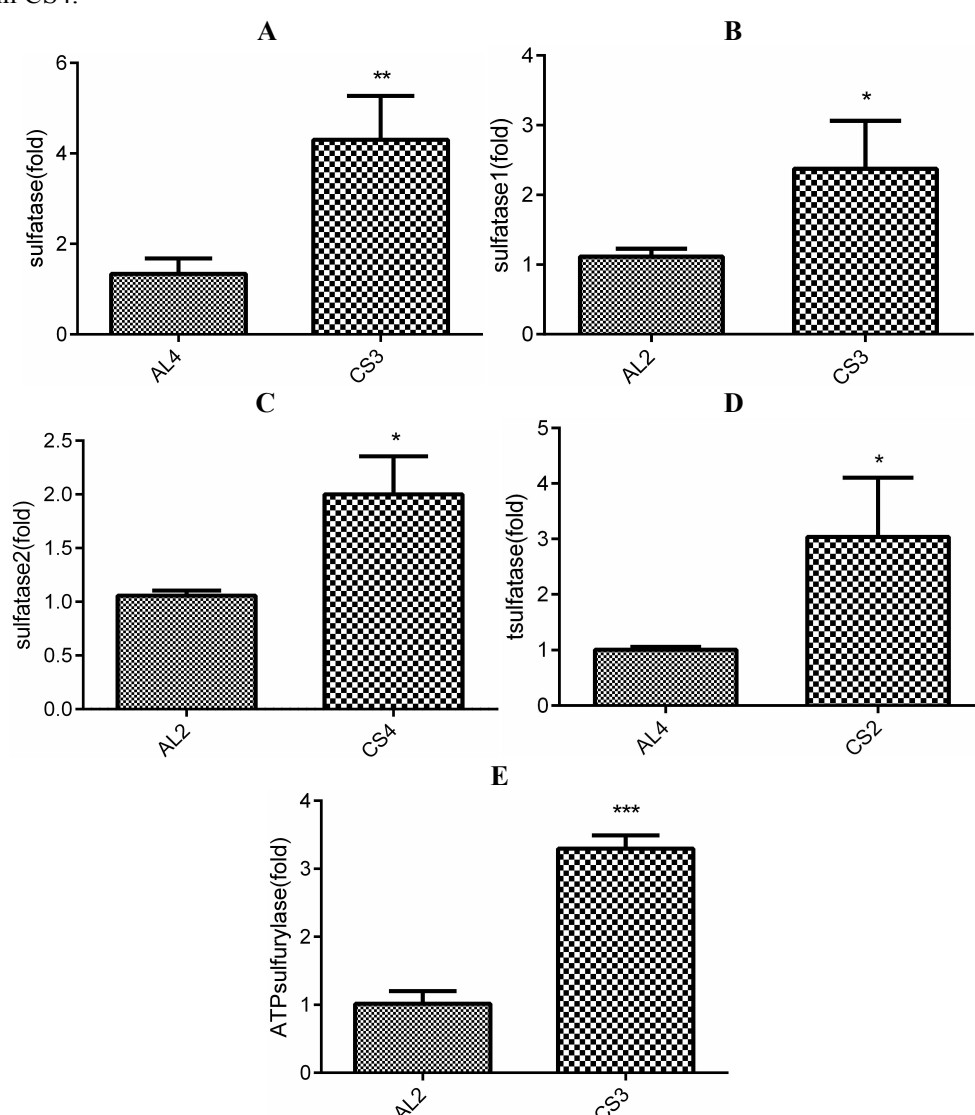 in CS4.
A
B
6
4
2
0
sulfatase(fold)
**
AL4
CS3
4
3
2
1
0
sulfatase1(fold)
*
AL2
CS3
C
D
2.5
2.0
1.5
1.0
0.5
0.0
sulfatase2(fold)
*
AL2
CS4
5
4
3
2
1
0
tsulfatase(fold)
*
AL4
CS2
E
4
3
2
1
0
ATPsulfurylase(fold)
***
AL2
CS3